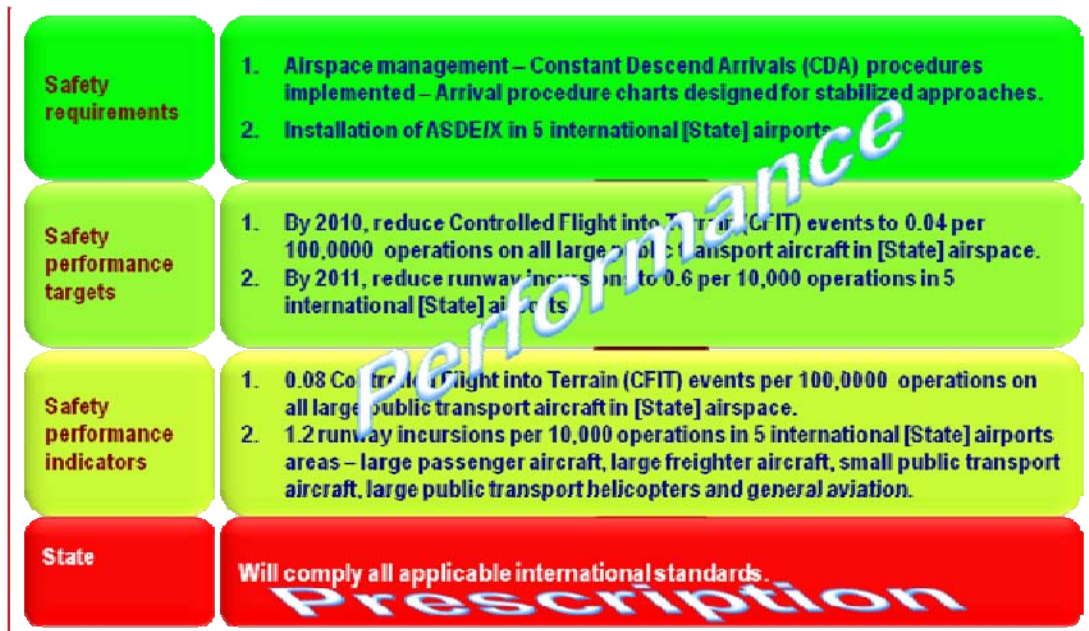 Safety
requirements
1. Airspace management – Constant Descend Arrivals (CDA) procedures
implemented – Arrival procedure charts designed for stabilized approaches.
2. Installation of ASDE/X in 5 international [State] airports
Safety
performance
targets
1. By 2010, reduce Controlled Flight into Terrain (CFIT) events to 0.04 per
100,0000 operations on all large public transport aircraft in [State] airspace.
2. By 2011, reduce runway incursions to 0.6 per 10,000 operations in 5
international [State] airports.
Safety
performance
indicators
1. 0.08 Controlled Flight into Terrain (CFIT) events per 100,0000 operations on
all large public transport aircraft in [State] airspace.
2. 1.2 runway incursions per 10,000 operations in 5 international [State] airports
areas – large passenger aircraft, large freighter aircraft, small public transport
aircraft, large public transport helicopters and general aviation.
Performance
State
Will comply all applicable international standards.
Prescription